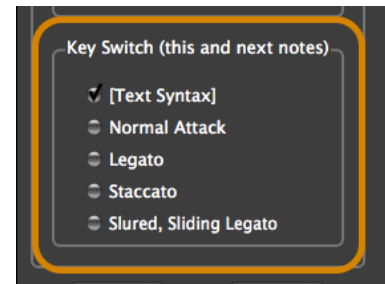 Key Switch (this and next notes)
[Text Syntax]
Normal Attack
Legato
Staccato
Slured, Sliding Legato